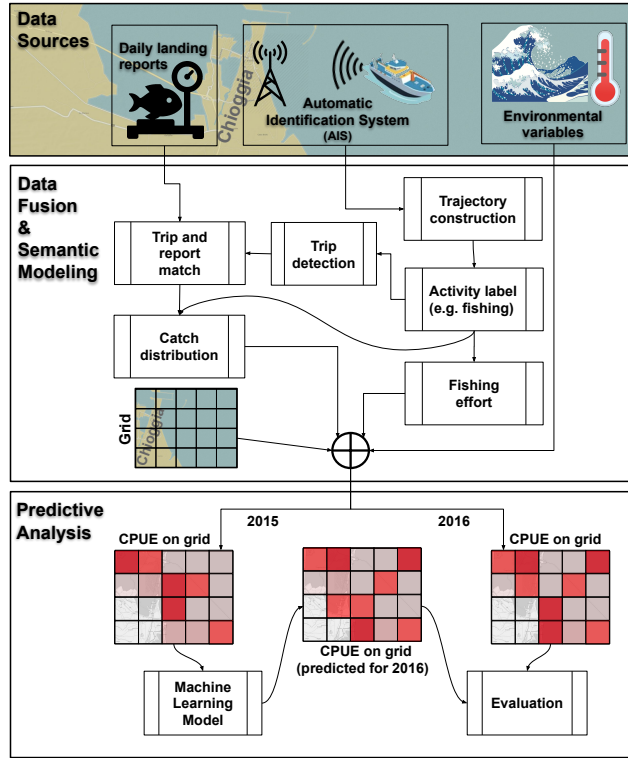 Data
Sources
Daily landing
reports
Chioggia
Automatic
Identification System
(AIS)
Environmental
variables
Data
Fusion
&
Semantic
Modeling
Trajectory
construction
Trip and
report
match
Trip
detection
Activity label
(e.g. fishing)
Catch
distribution
Fishing
effort
Grid
Chioggia
Predictive
Analysis
2015
2016
CPUE on grid
CPUE on grid
CPUE on grid
(predicted for 2016)
Machine
Learning
Model
Evaluation